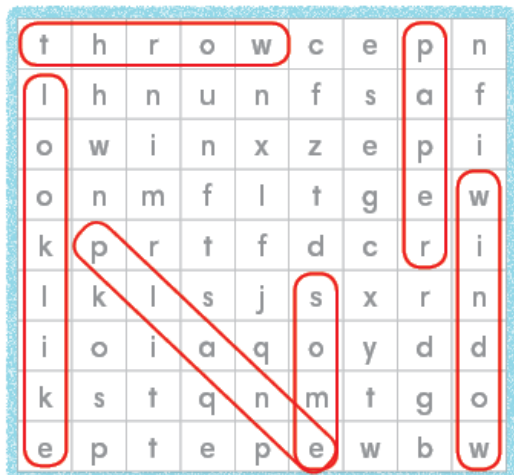 t h r o w c e p n
l h n u n f s a f
o w i n x z e p i
o n m f l t g e w
k p r t f d c r i
l k l s j s x r n
i o i a q o y d d
k s t q n m t g o
e p t e p e w b w